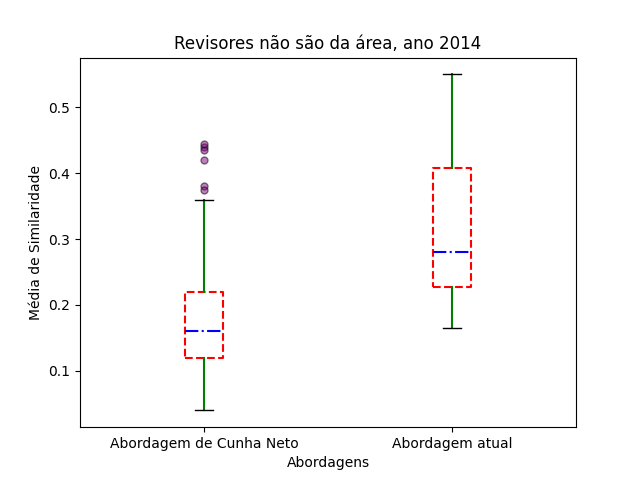 Revisores não são da área, ano 2014
Média de Similaridade
0.5
0.4
0.3
0.2
0.1
Abordagem de Cunha Neto
Abordagem atual
Abordagens